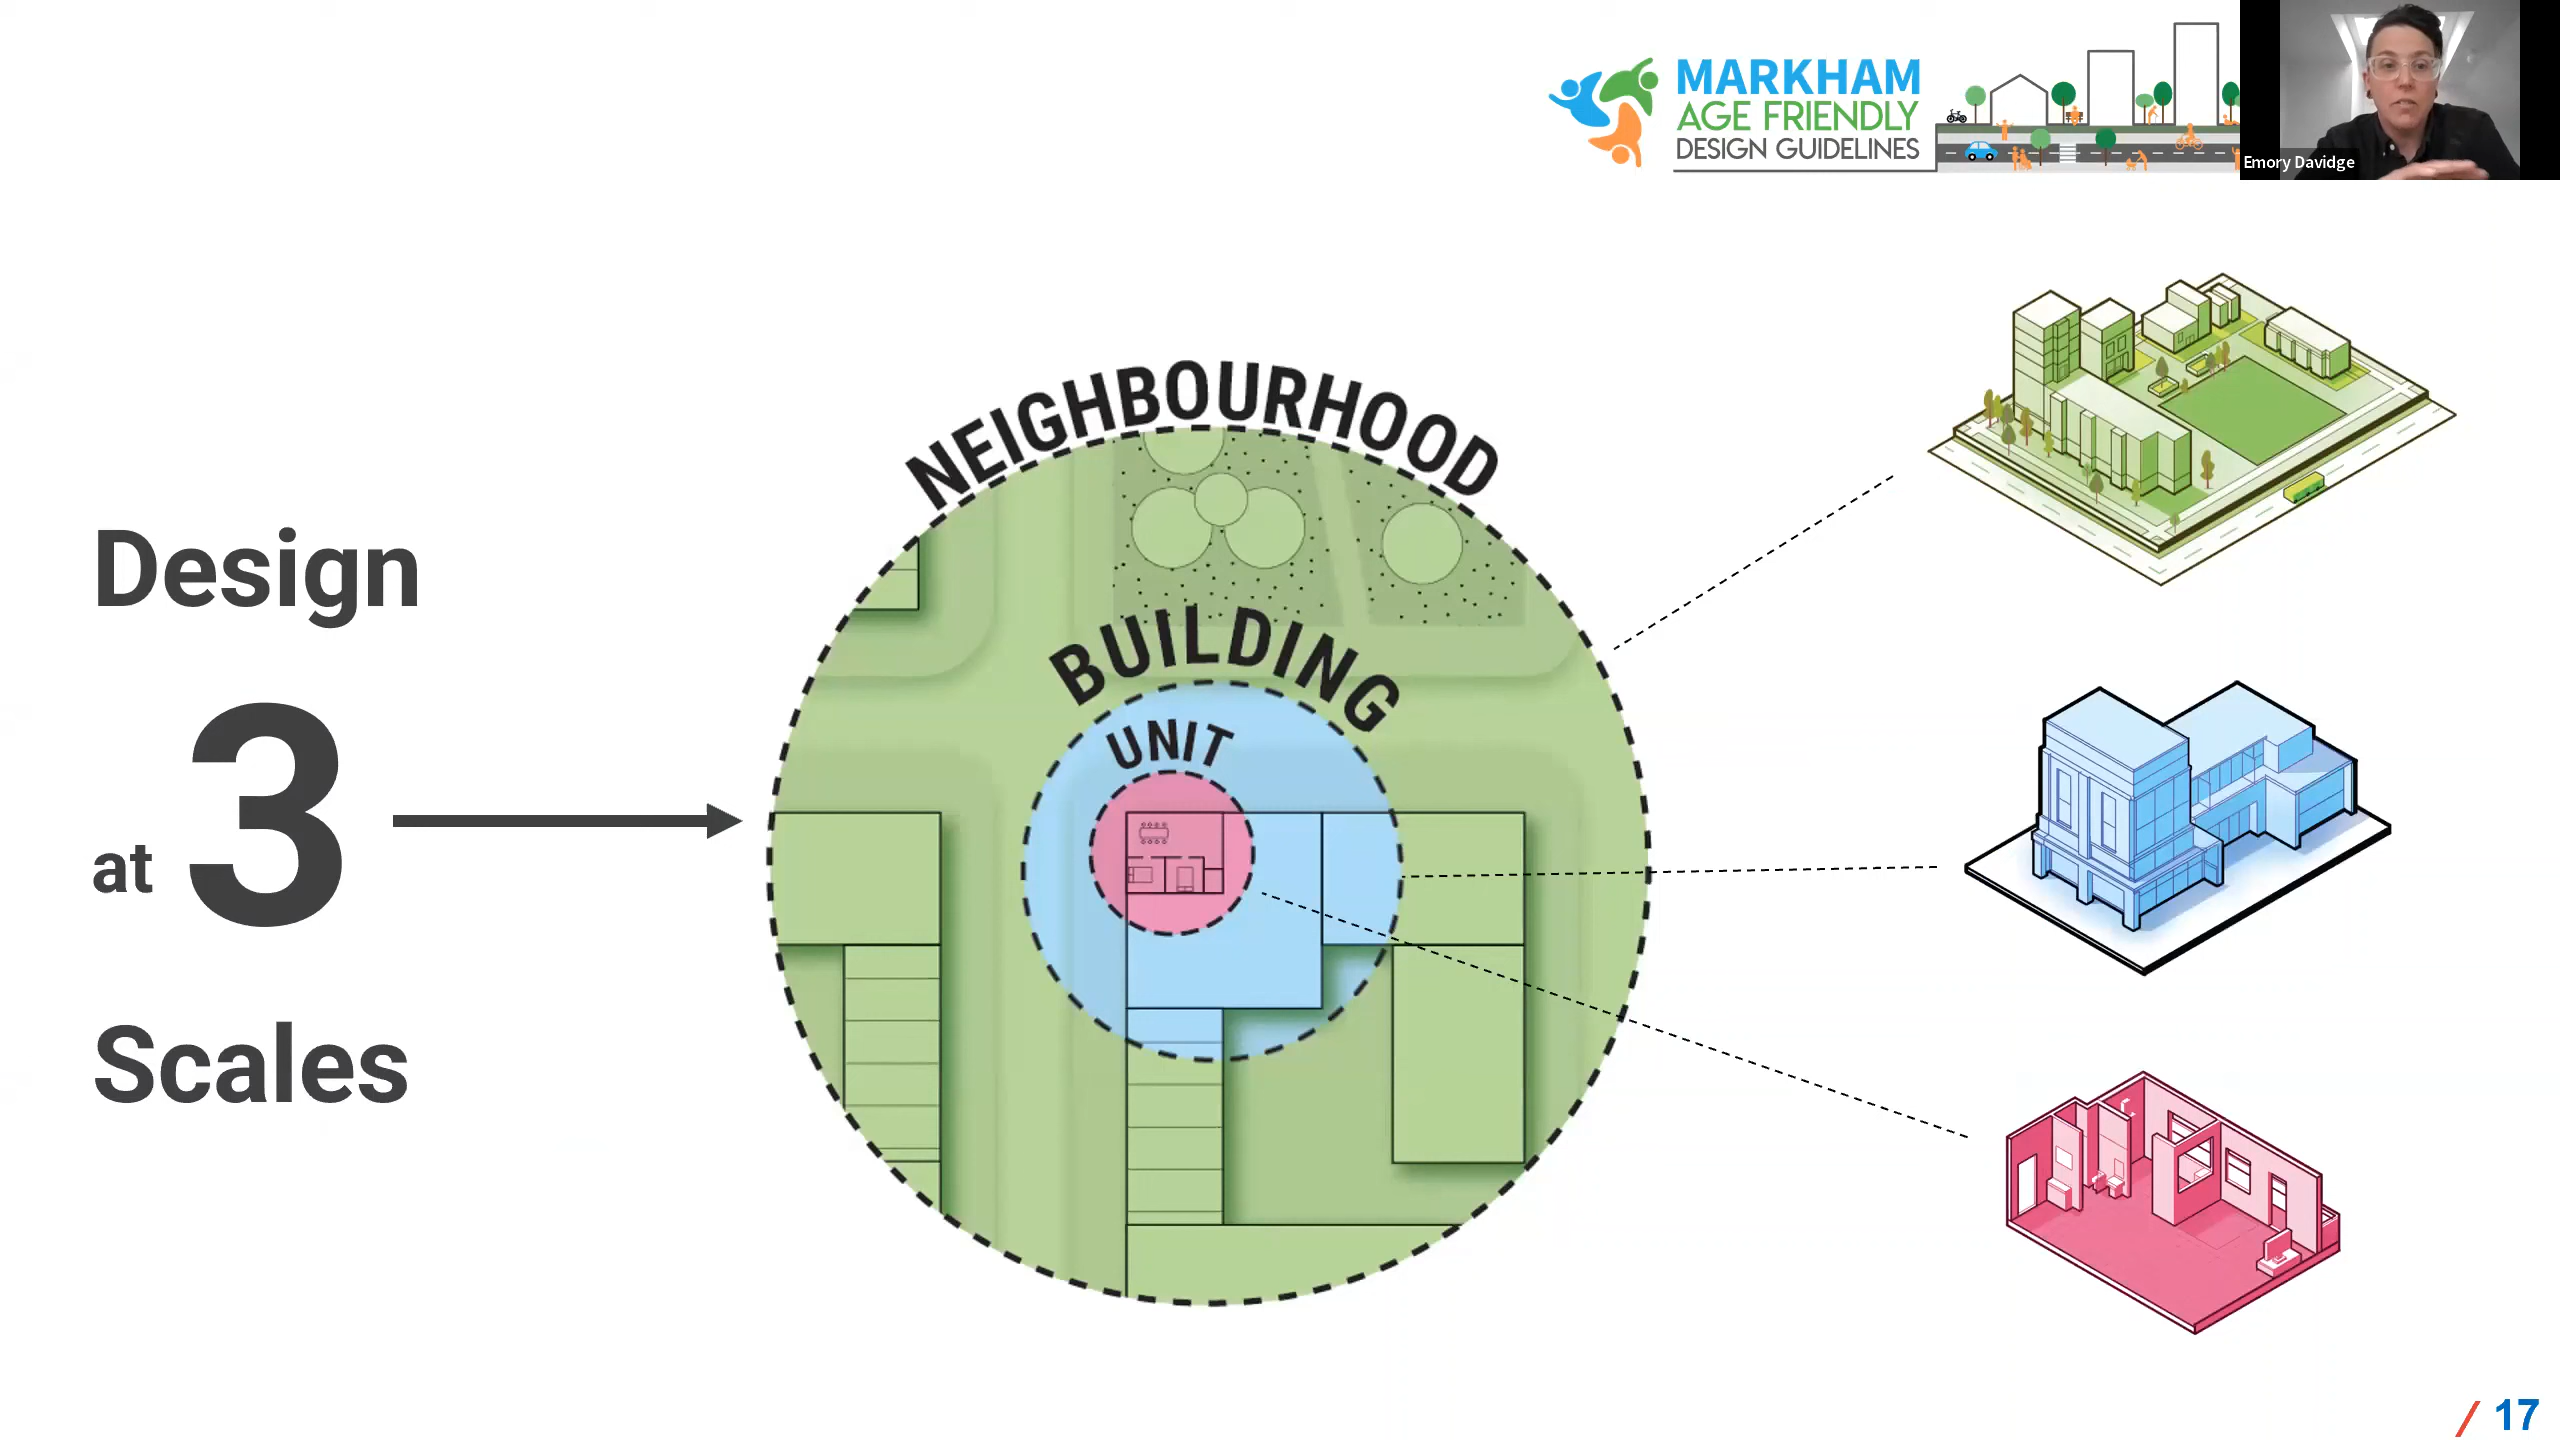 MARKHAM
AGE FRIENDLY
DESIGN GUIDELINES
Emory Davidge
Design
at 3
Scales
NEIGHBOURHOOD
BUILDING
UNIT
/ 17